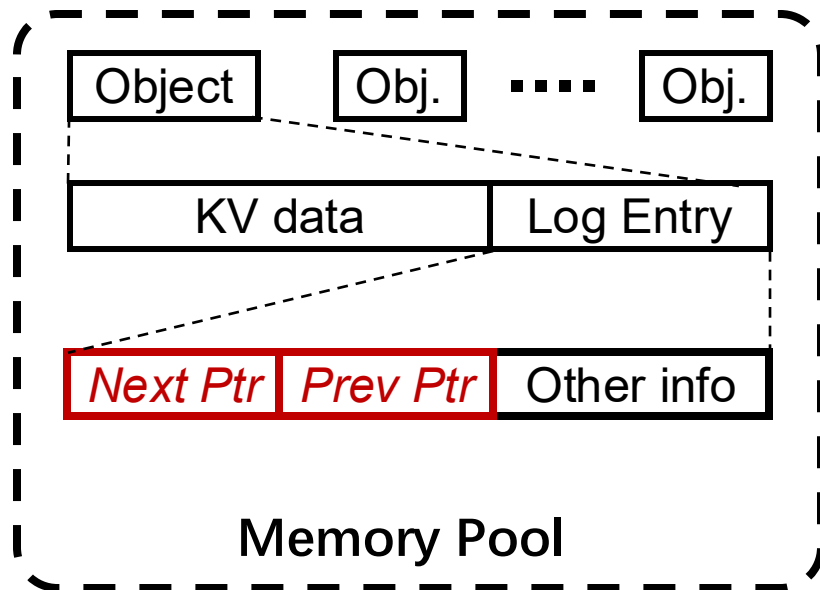 Object Obj. .... Obj.
KV data Log Entry
Next Ptr Prev Ptr Other info
Memory Pool